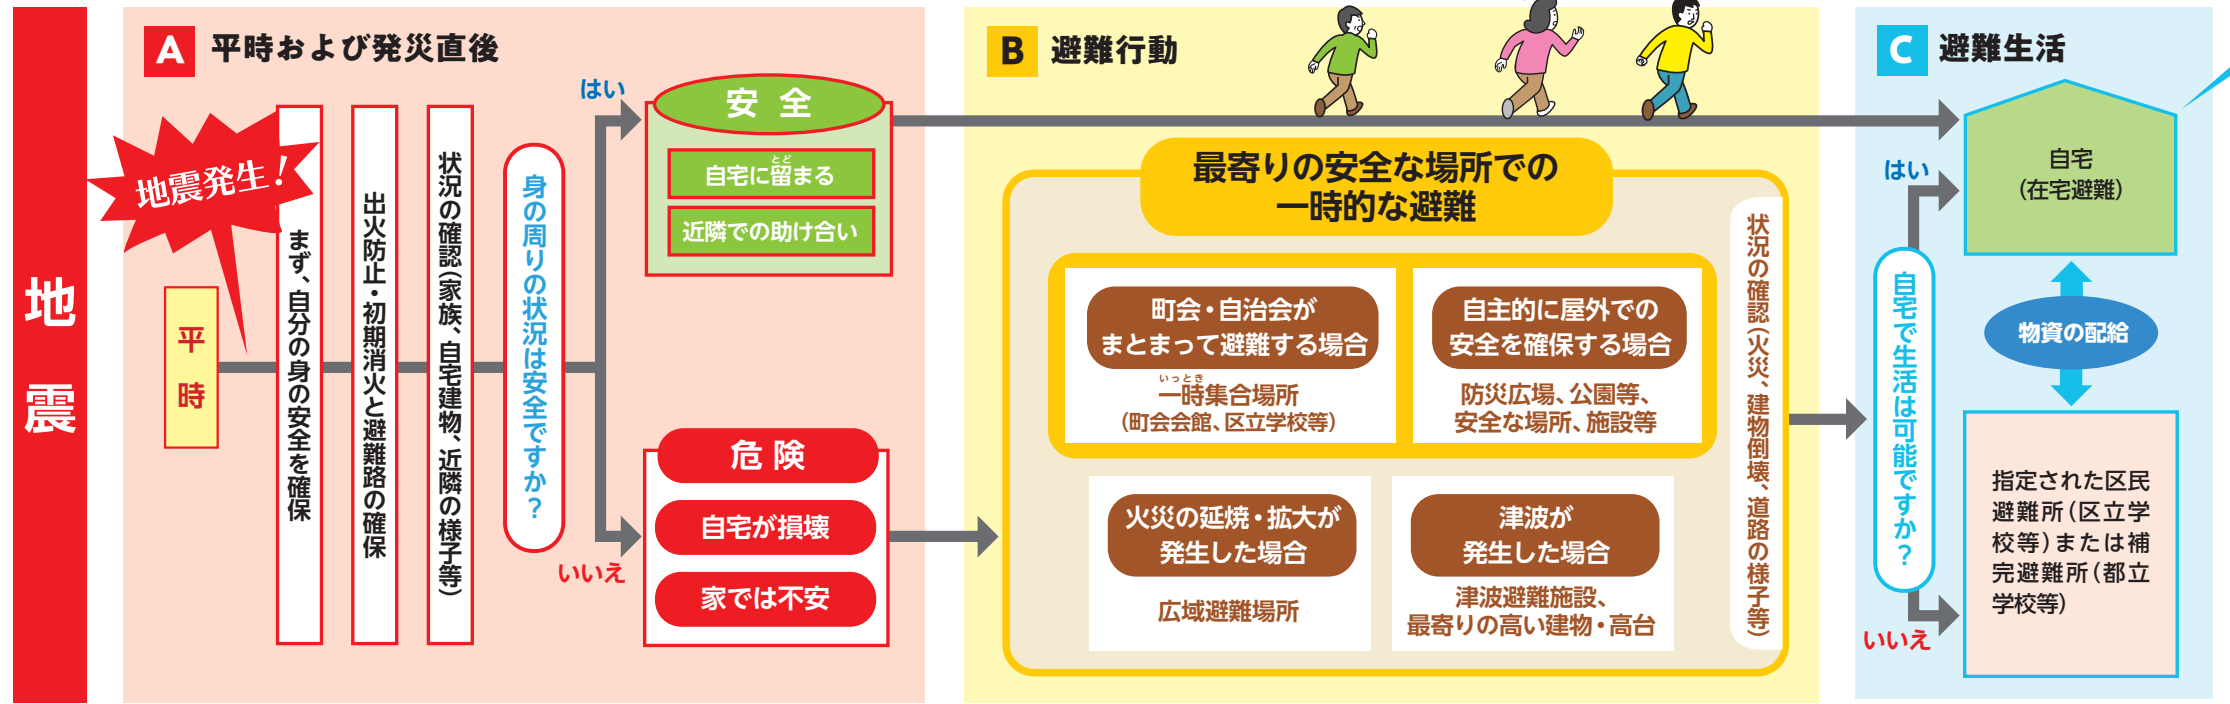 地震
A 平時および発災直後
地震発生!
平時
まず、自分の身の安全を確保
出火防止・初期消火と避難路の確保
状況の確認(家族、自宅建物、近隣の様子等)
身の周りの状況は安全ですか?
はい
安全
自宅に留まる
とど
近隣での助け合い
いいえ
危険
自宅が損壊
家では不安
B 避難行動
最寄りの安全な場所での
一時的な避難
町会・自治会が
まとまって避難する場合
いっとき
一時集合場所
(町会会館、区立学校等)
自主的に屋外での
安全を確保する場合
防災広場、公園等、
安全な場所、施設等
火災の延焼・拡大が
発生した場合
広域避難場所
津波が
発生した場合
津波避難施設、
最寄りの高い建物・高台
状況の確認(火災、建物倒壊、道路の様子等)
C 避難生活
自宅で生活は可能ですか?
はい
自宅
(在宅避難)
物資の配給
いいえ
指定された区民
避難所(区立学
校等)または補
完避難所(都立
学校等)